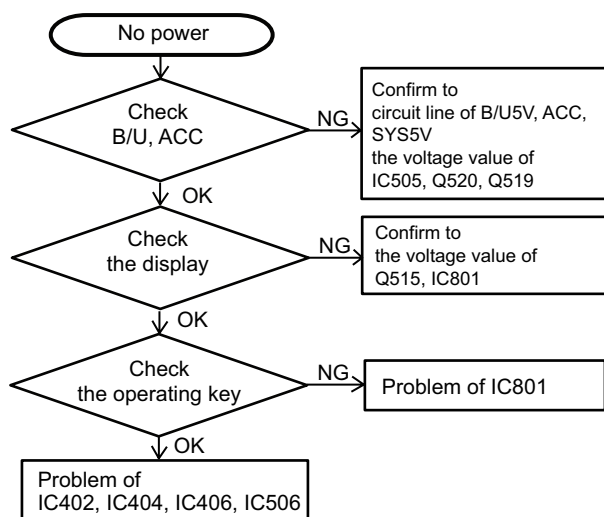 No power
Check
B/U, ACC
NG
Confirm to
circuit line of B/U5V, ACC,
SYS5V
the voltage value of
IC505, Q520, Q519
OK
Check
the display
NG
Confirm to
the voltage value of
Q515, IC801
OK
Check
the operating key
NG
Problem of IC801
OK
Problem of
IC402, IC404, IC406, IC506